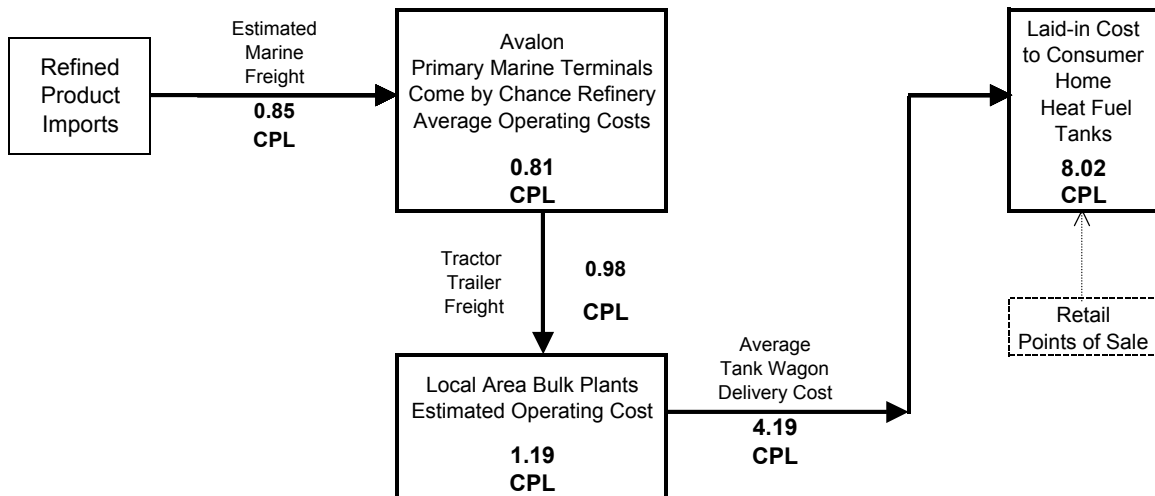 Refined
Product
Imports
Estimated
Marine
Freight
0.85
CPL
Avalon
Primary Marine Terminals
Come by Chance Refinery
Average Operating Costs
0.81
CPL
Tractor
Trailer
Freight
0.98
CPL
Local Area Bulk Plants
Estimated Operating Cost
1.19
CPL
Average
Tank Wagon
Delivery Cost
4.19
CPL
Laid-in Cost
to Consumer
Home
Heat Fuel
Tanks
8.02
CPL
Retail
Points of Sale